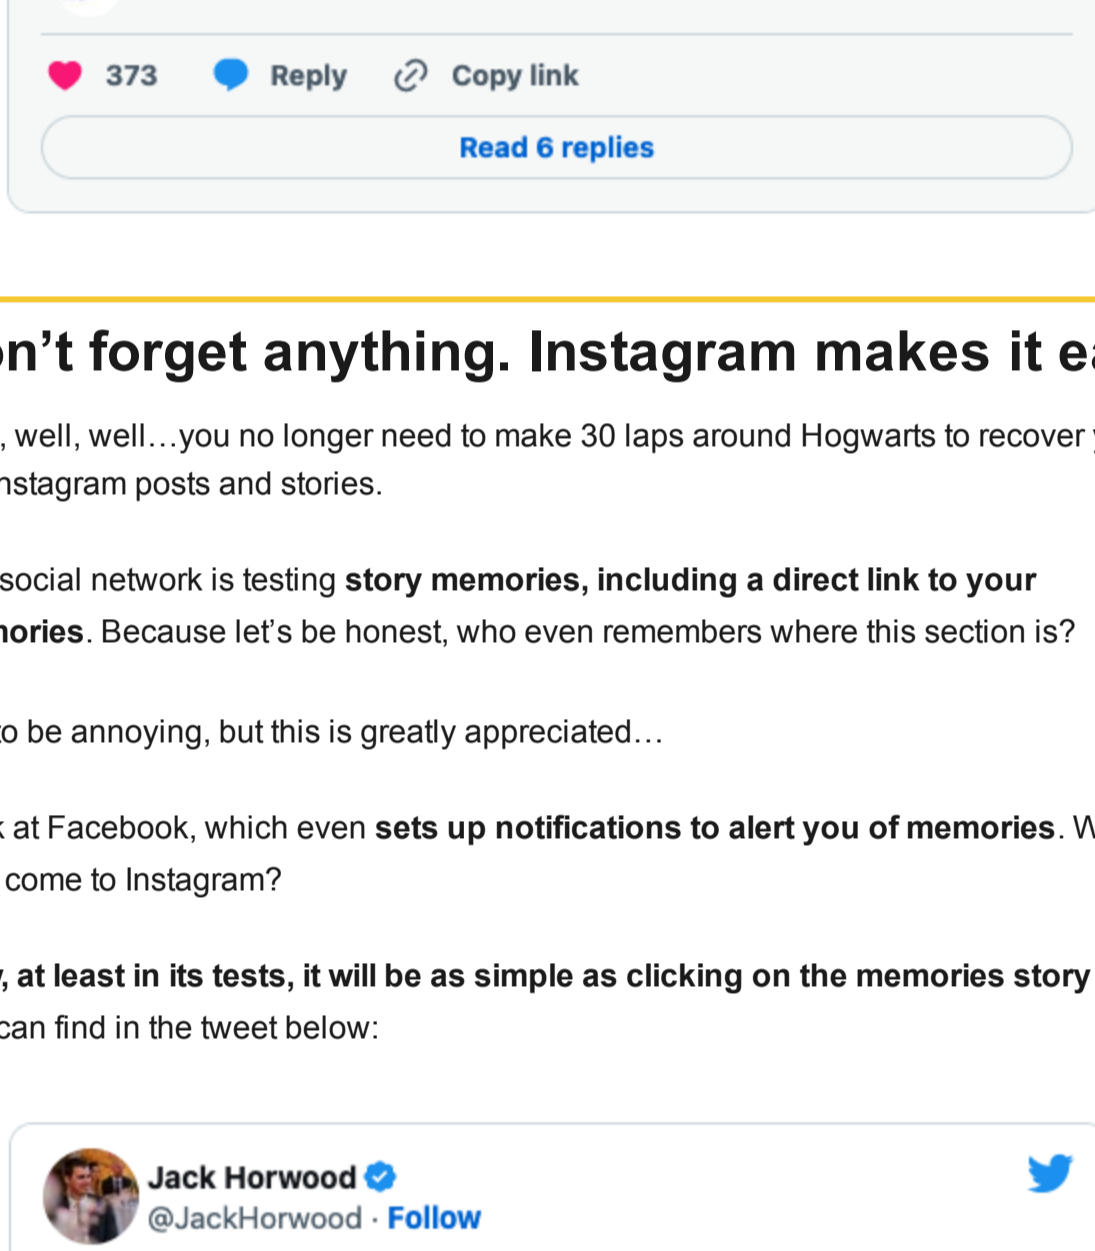 373 Reply Copy link
Read 6 replies
n’t forget anything. Instagram makes it
, well, well…you no longer need to make 30 laps around Hogwarts to recover
nstagram posts and stories.
social network is testing story memories, including a direct link to your
ories. Because let’s be honest, who even remembers where this section is?
to be annoying, but this is greatly appreciated…
at Facebook, which even sets up notifications to alert you of memories.
come to Instagram?
, at least in its tests, it will be as simple as clicking on the memories story
can find in the tweet below:
Jack Horwood
@JackHorwood · Follow